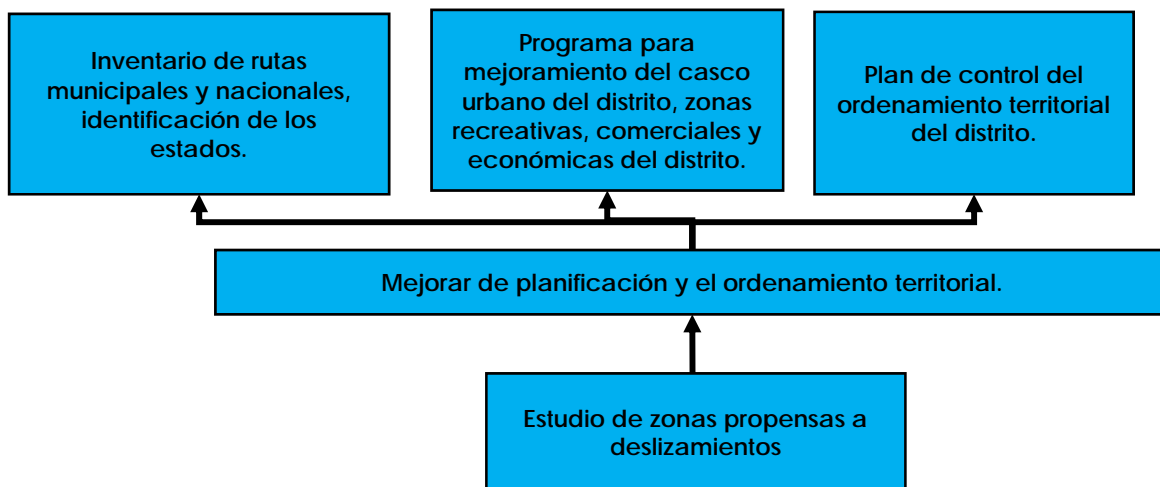 Inventario de rutas
municipales y nacionales,
identificación de los
estados.
Programa para
mejoramiento del casco
urbano del distrito, zonas
recreativas, comerciales y
económicas del distrito.
Plan de control del
ordenamiento territorial
del distrito.
Mejorar de planificación y el ordenamiento territorial.
Estudio de zonas propensas a
deslizamientos